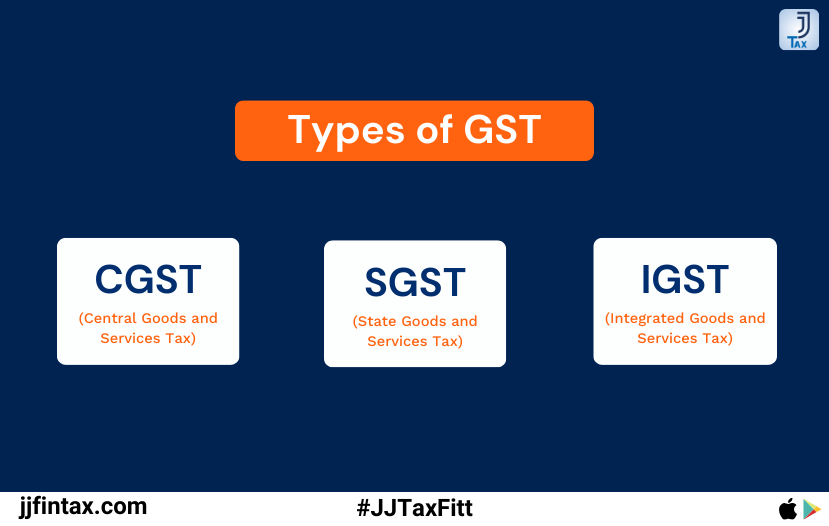 J
TAX
Types of GST
CGST
(Central Goods and
Services Tax)
SGST
(State Goods and
Services Tax)
IGST
(Integrated Goods and
Services Tax)
jjfintax.com
#JJTaxFitt